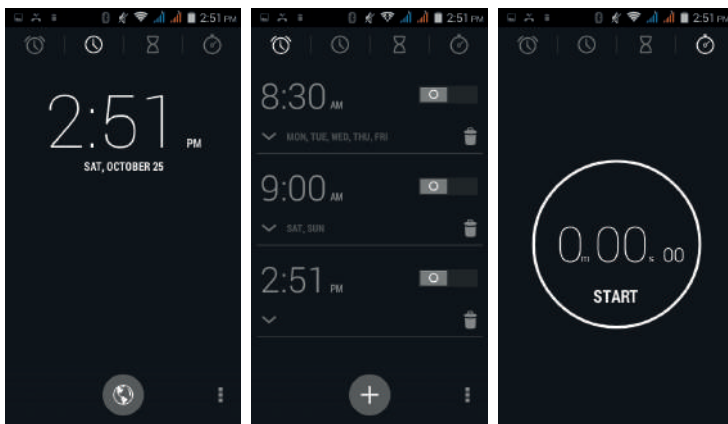 2:51 PM
2:51 PM
SAT, OCTOBER 25
2:51 PM
8:30 AM
MON, TUE, WED, THU, FRI
9:00 AM
SAT, SUN
2:51 PM
2:51 PM
0m 00s 00
START